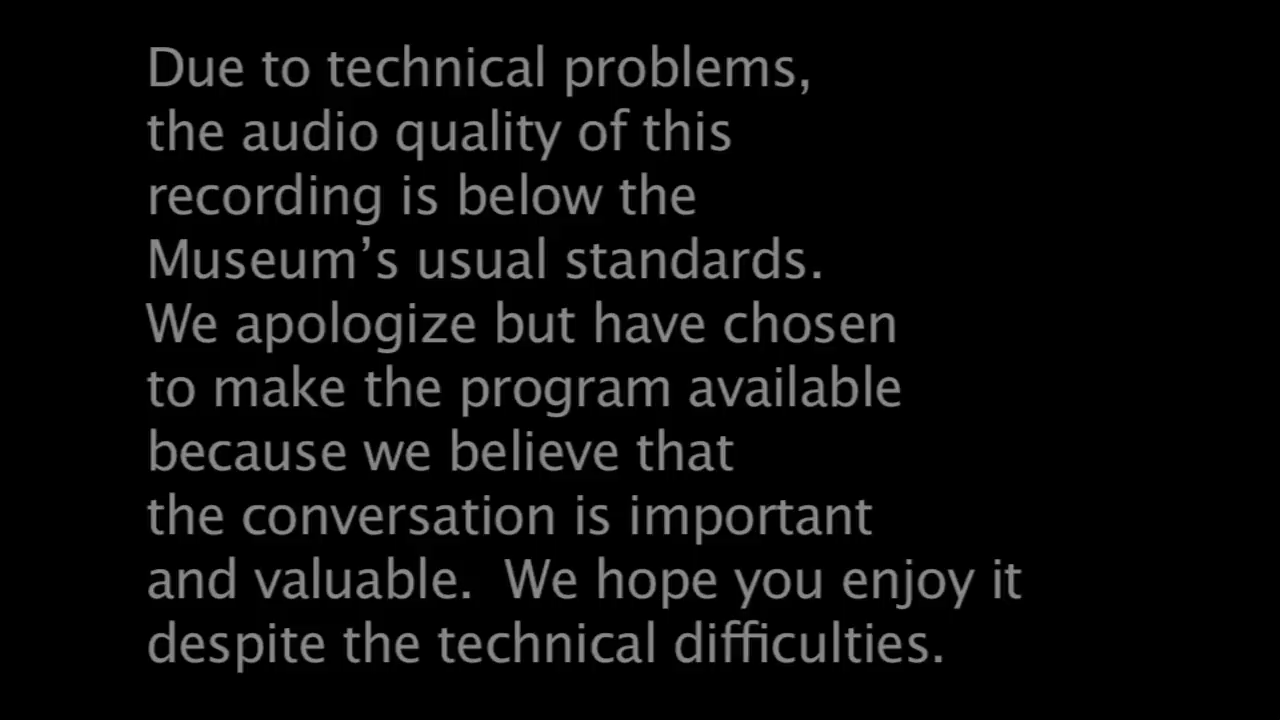 Due to technical problems,
the audio quality of this
recording is below the
Museum’s usual standards.
We apologize but have chosen
to make the program available
because we believe that
the conversation is important
and valuable.  We hope you enjoy it
despite the technical difficulties.